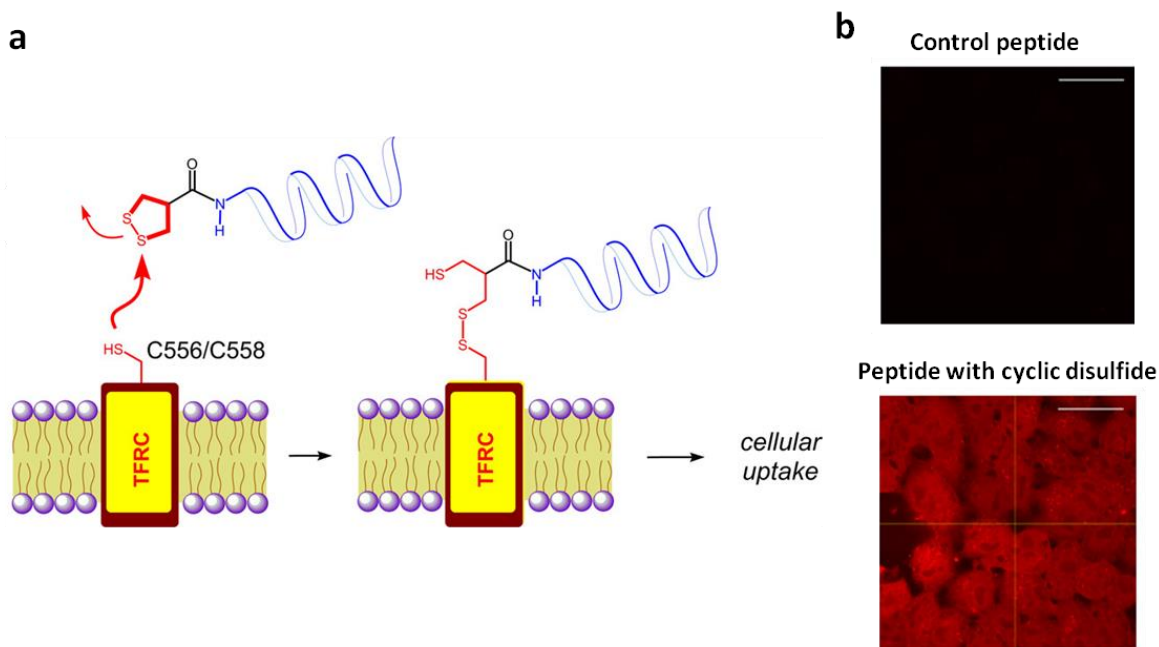 a
b
Control peptide
O
S
S
N
H
HS
C556/C558
TFRC
O
HS
N
H
S
S
TFRC
cellular
uptake
Peptide with cyclic disulfide